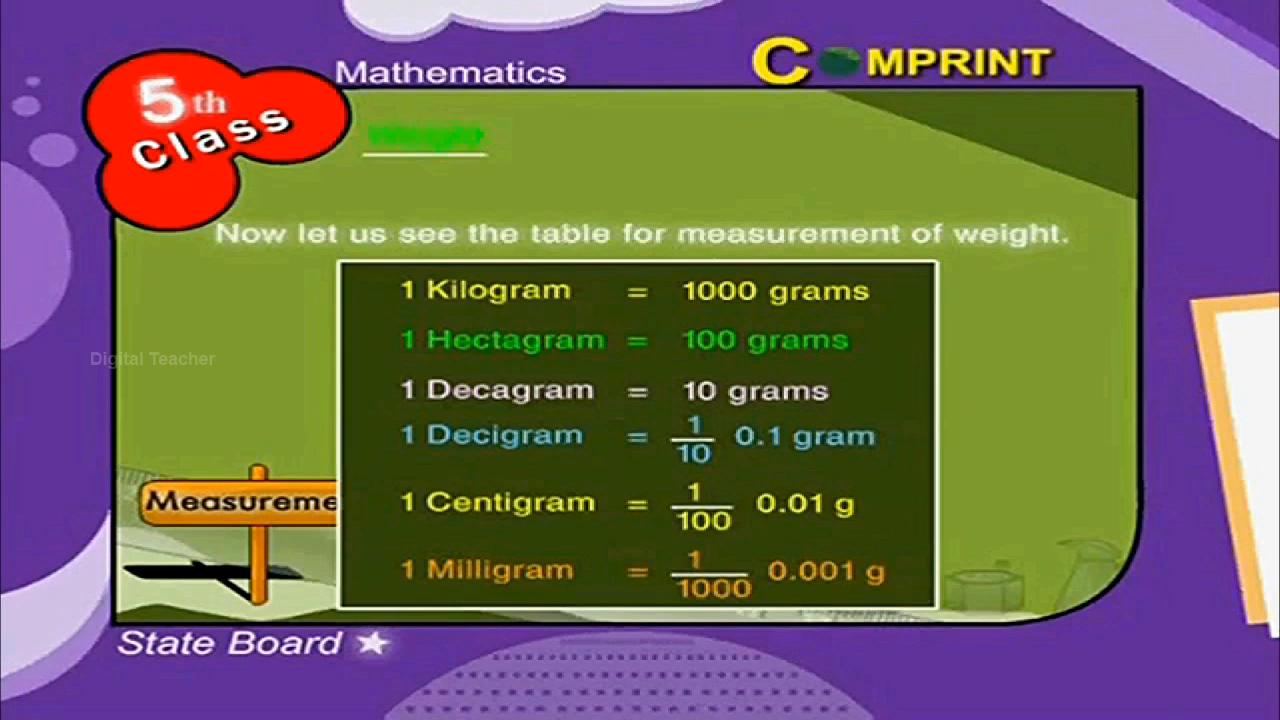 Mathematics
COMPRINT
5th
Class
Weight
Now let us see the table for measurement of weight.
1 Kilogram = 1000 grams
1 Hectagram = 100 grams
1 Decagram = 10 grams
1 Decigram = 1/10 0.1 gram
1 Centigram = 1/100 0.01 g
1 Milligram = 1/1000 0.001 g
Digital Teacher
Measureme
State Board